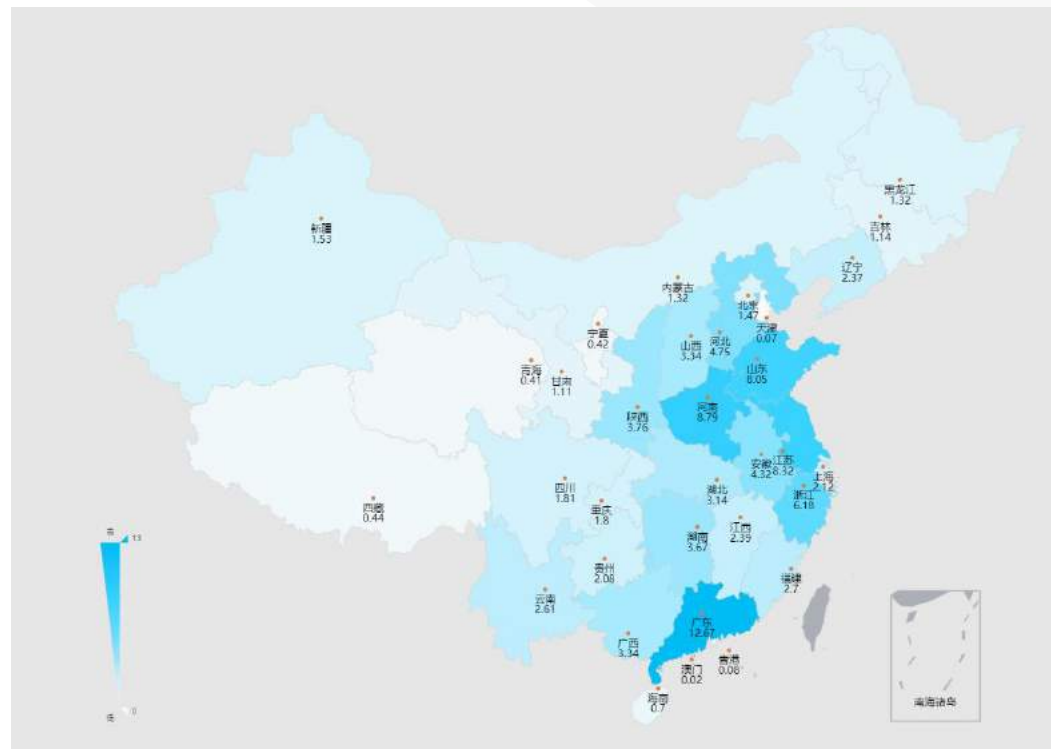 黑龙江
1.32
吉林
1.14
新疆
1.53
辽宁
2.37
内蒙古
1.32
北京
1.47
天津
0.07
宁夏
0.42
山西
3.34
河北
4.75
青海
0.41
甘肃
1.11
山东
8.05
河南
8.79
陕西
3.76
安徽
4.32
江苏
8.32
上海
2.12
四川
1.81
湖北
3.14
浙江
6.18
西藏
0.44
重庆
1.8
江西
2.39
湖南
3.67
高
13
贵州
2.08
福建
2.7
云南
2.61
广东
12.67
广西
3.34
香港
0.08
澳门
0.02
海南
0.7
南海诸岛
低
0